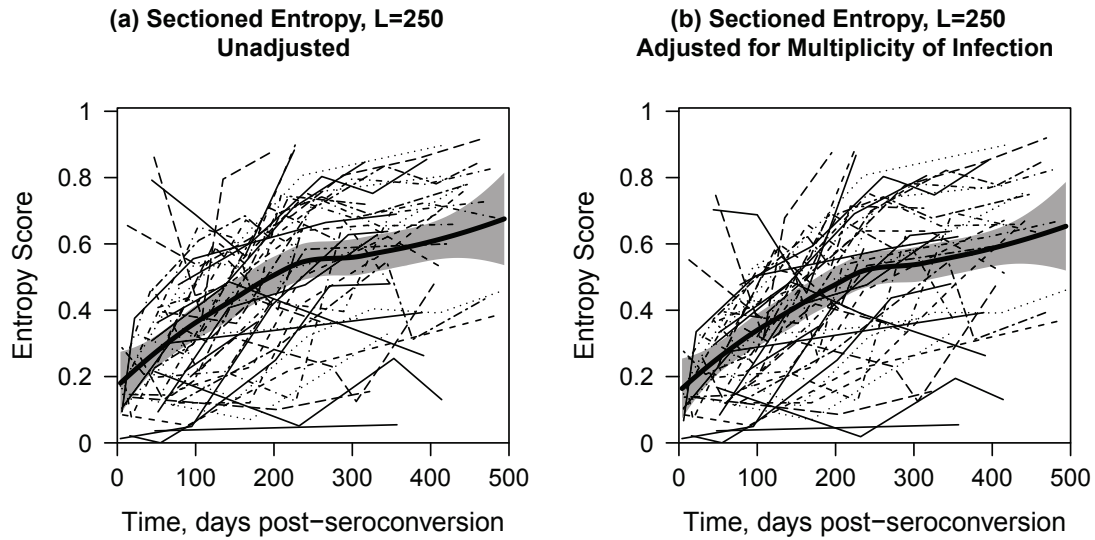 (a) Sectioned Entropy, L=250
Unadjusted
Entropy Score
1
0.8
0.6
0.4
0.2
0
0 100 200 300 400 500
Time, days post−seroconversion
(b) Sectioned Entropy, L=250
Adjusted for Multiplicity of Infection
Entropy Score
1
0.8
0.6
0.4
0.2
0
0 100 200 300 400 500
Time, days post−seroconversion